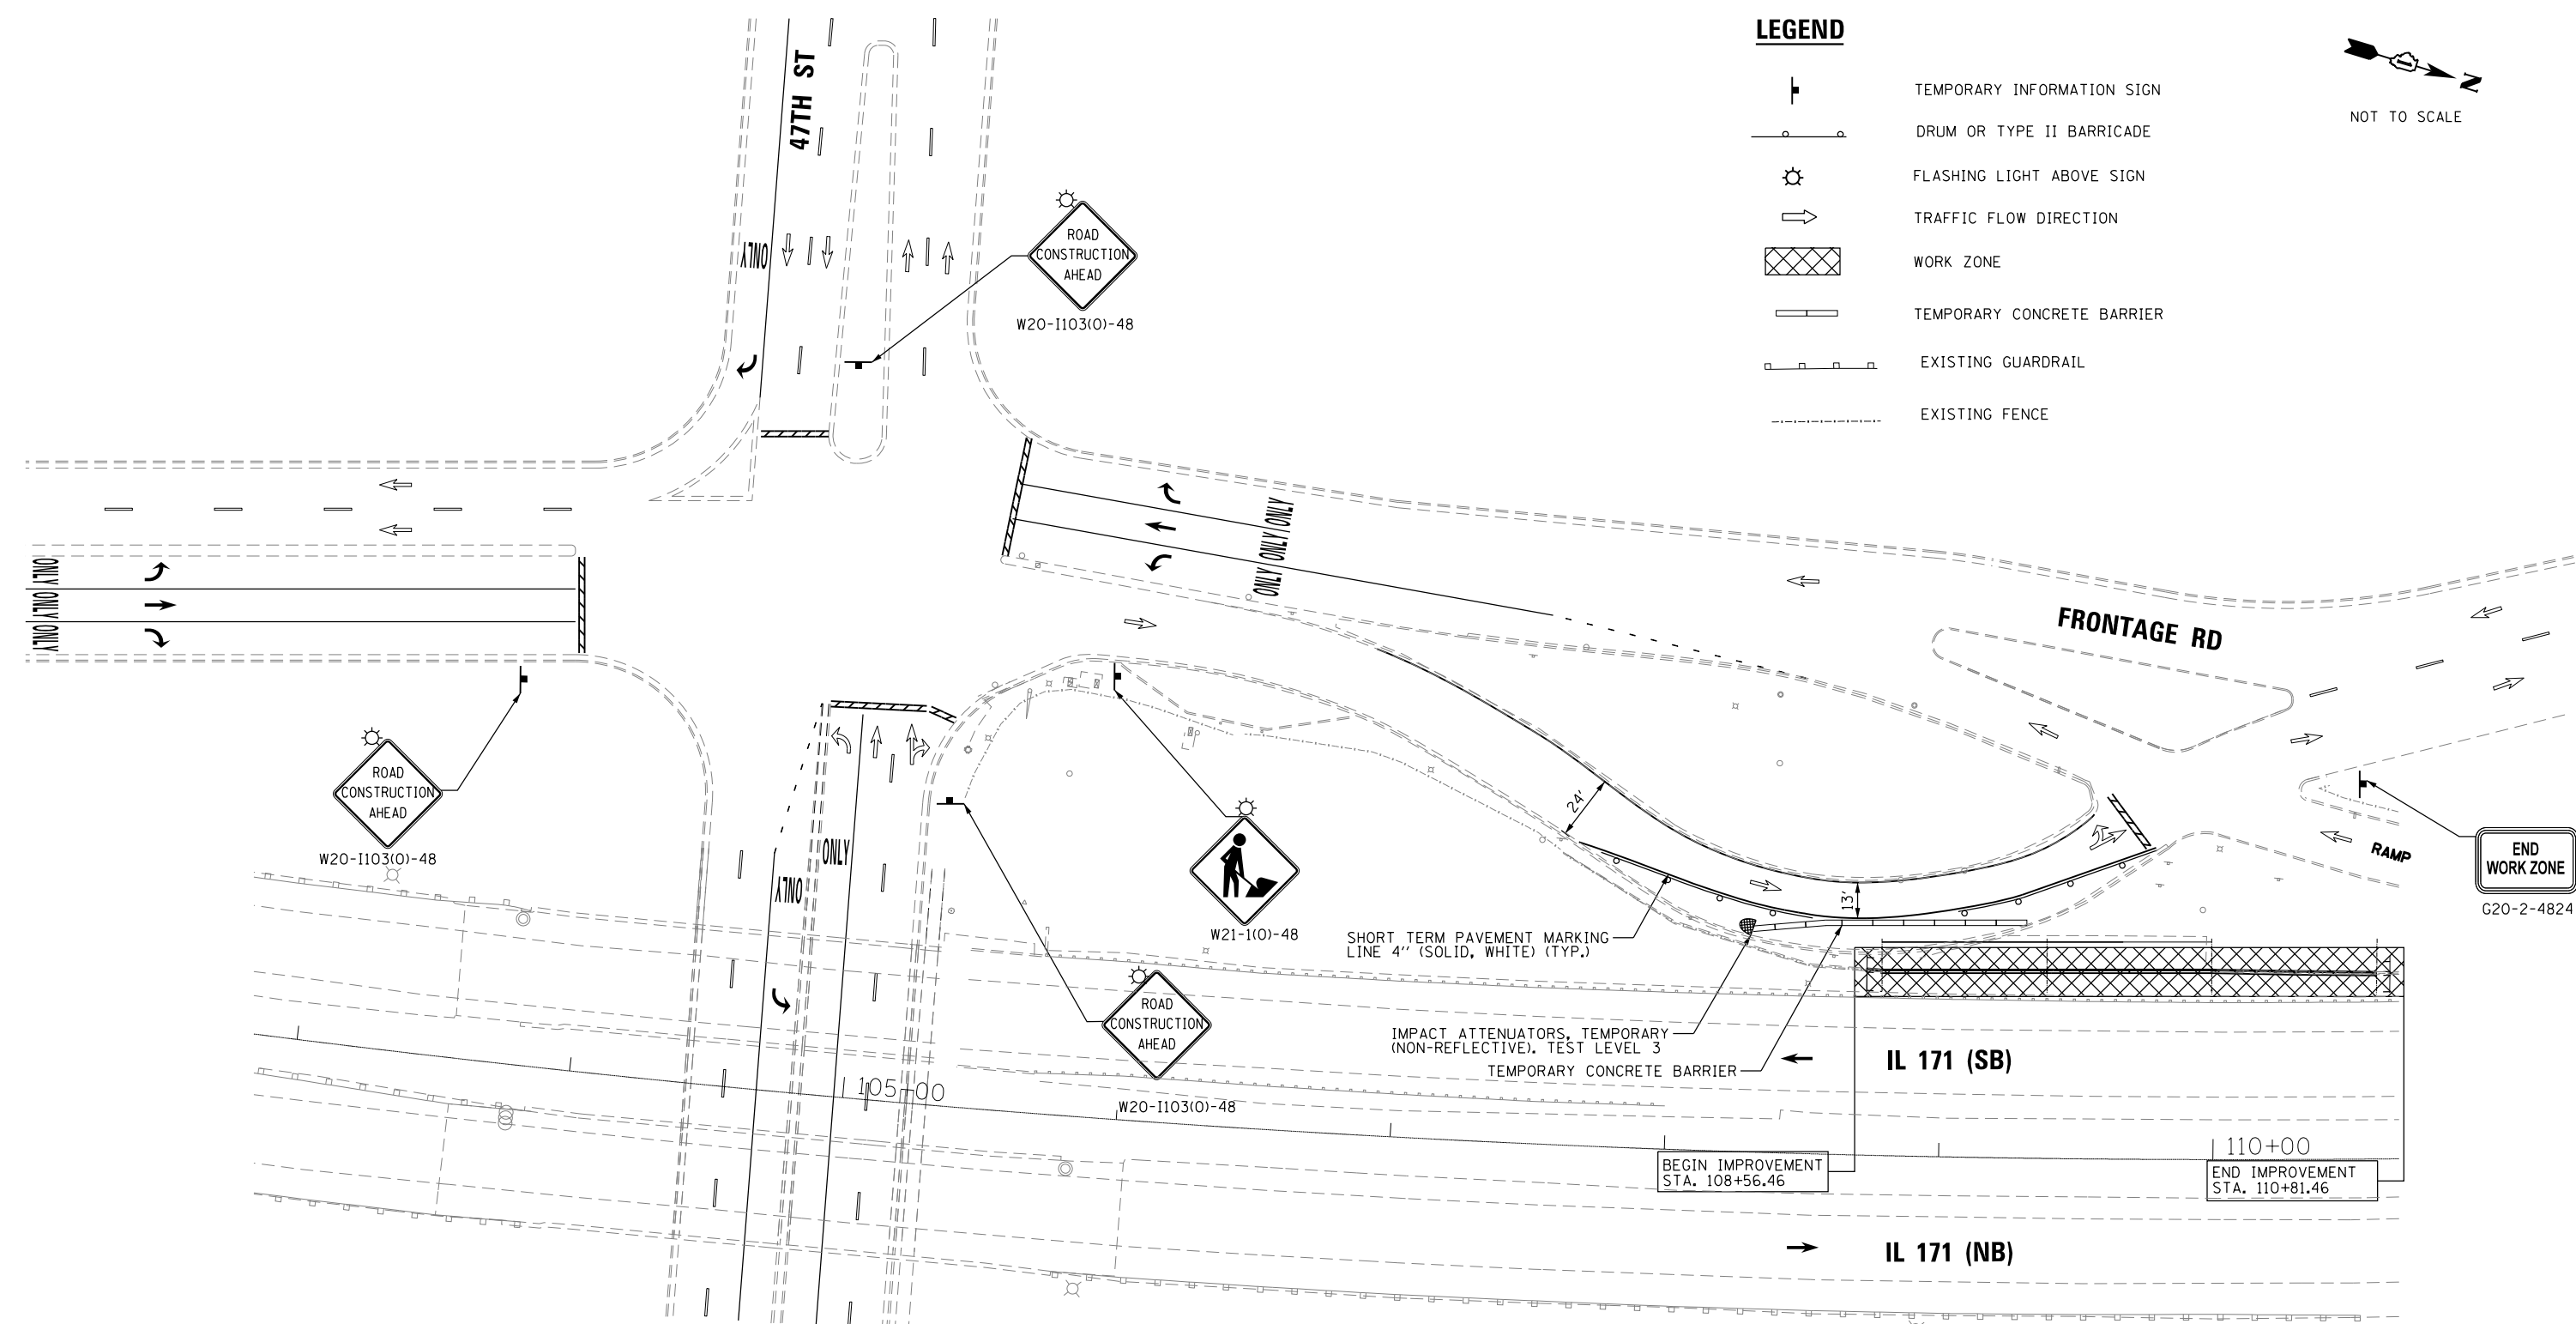 LEGEND
TEMPORARY INFORMATION SIGN
DRUM OR TYPE II BARRICADE
FLASHING LIGHT ABOVE SIGN
TRAFFIC FLOW DIRECTION
WORK ZONE
TEMPORARY CONCRETE BARRIER
EXISTING GUARDRAIL
EXISTING FENCE
N
NOT TO SCALE
47TH ST
ONLY
ROAD
CONSTRUCTION
AHEAD
W20-I103(0)-48
ONLY
ONLY
ONLY
ONLY
ONLY
ONLY
FRONTAGE RD
ROAD
CONSTRUCTION
AHEAD
W20-I103(0)-48
ONLY
ONLY
24'
13'
W21-1(0)-48
RAMP
END
WORK ZONE
G20-2-4824
SHORT TERM PAVEMENT MARKING
LINE 4" (SOLID, WHITE) (TYP.)
ROAD
CONSTRUCTION
AHEAD
W20-I103(0)-48
IMPACT ATTENUATORS, TEMPORARY
(NON-REFLECTIVE), TEST LEVEL 3
TEMPORARY CONCRETE BARRIER
IL 171 (SB)
105+00
110+00
BEGIN IMPROVEMENT
STA. 108+56.46
END IMPROVEMENT
STA. 110+81.46
IL 171 (NB)